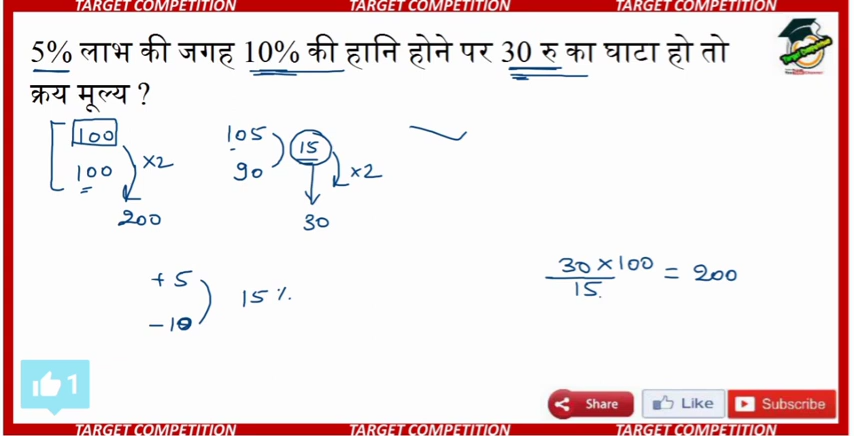 TARGET COMPETITION TARGET COMPETITION TARGET COMPETITION
5% लाभ की जगह 10% की हानि होने पर 30 रु का घाटा हो तो
क्रय मूल्य ?
100 105 15
100 ×2 90 ×2
200 30
+5 15%
-10
30 × 100 = 200
15
1
Share Like Subscribe
TARGET COMPETITION TARGET COMPETITION TARGET COMPETITION